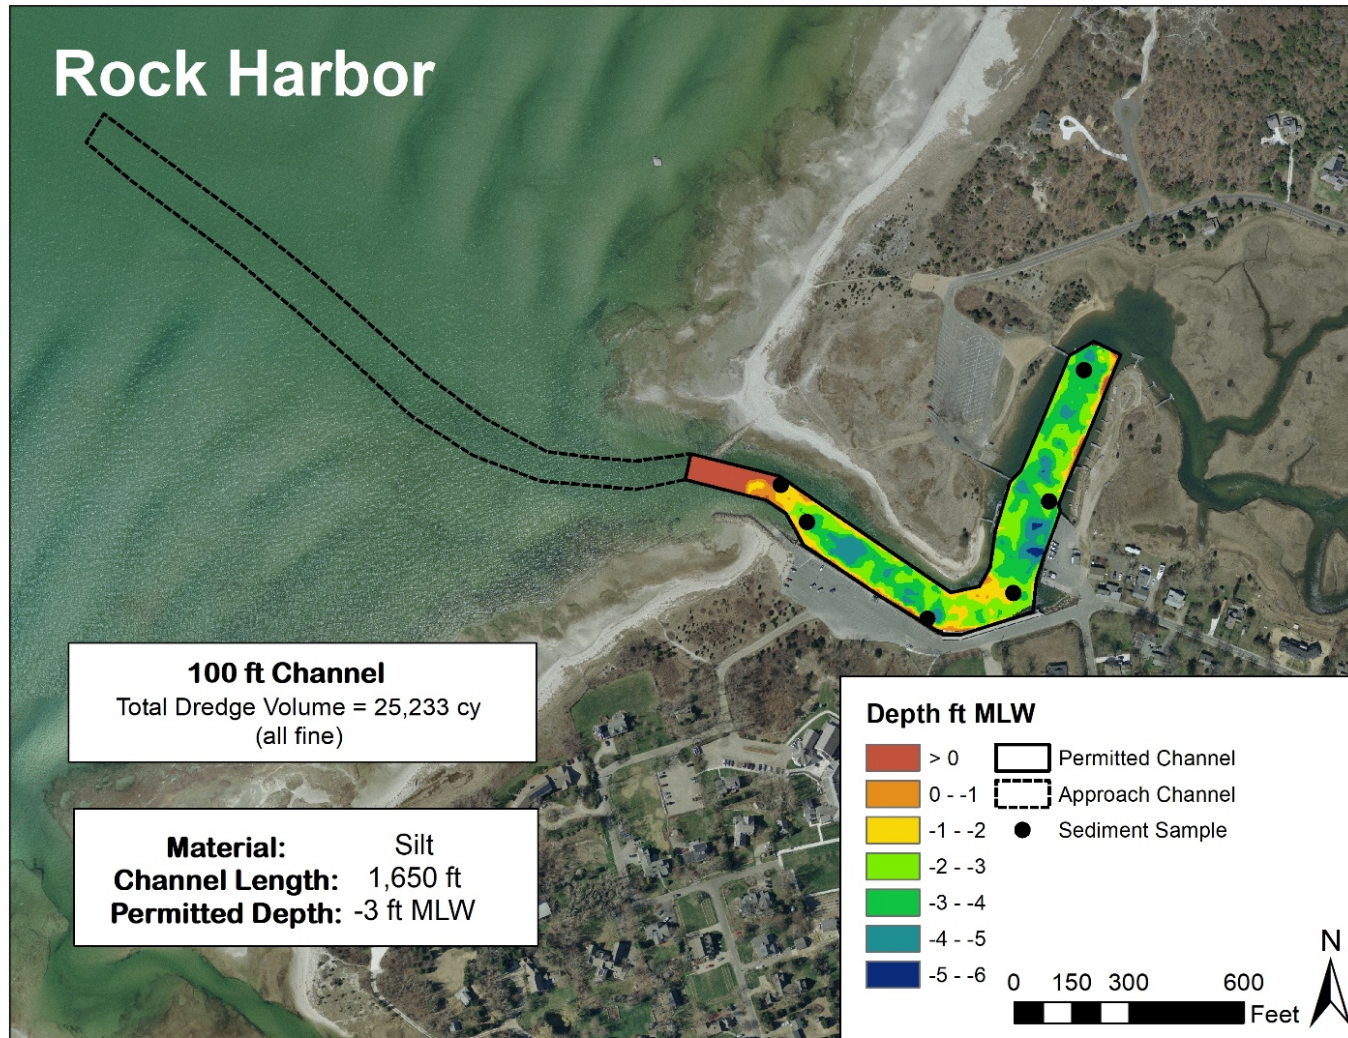 Rock Harbor
100 ft Channel
Total Dredge Volume = 25,233 cy
(all fine)
Material: Silt
Channel Length: 1,650 ft
Permitted Depth: -3 ft MLW
Depth ft MLW
> 0
0 - -1
-1 - -2
-2 - -3
-3 - -4
-4 - -5
-5 - -6
Permitted Channel
Approach Channel
Sediment Sample
N
0 150 300 600
Feet